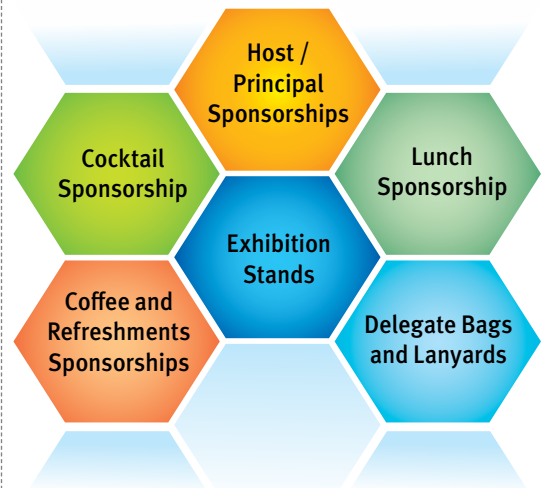 Host /
Principal
Sponsorships
Cocktail
Sponsorship
Lunch
Sponsorship
Exhibition
Stands
Coffee and
Refreshments
Sponsorships
Delegate Bags
and Lanyards